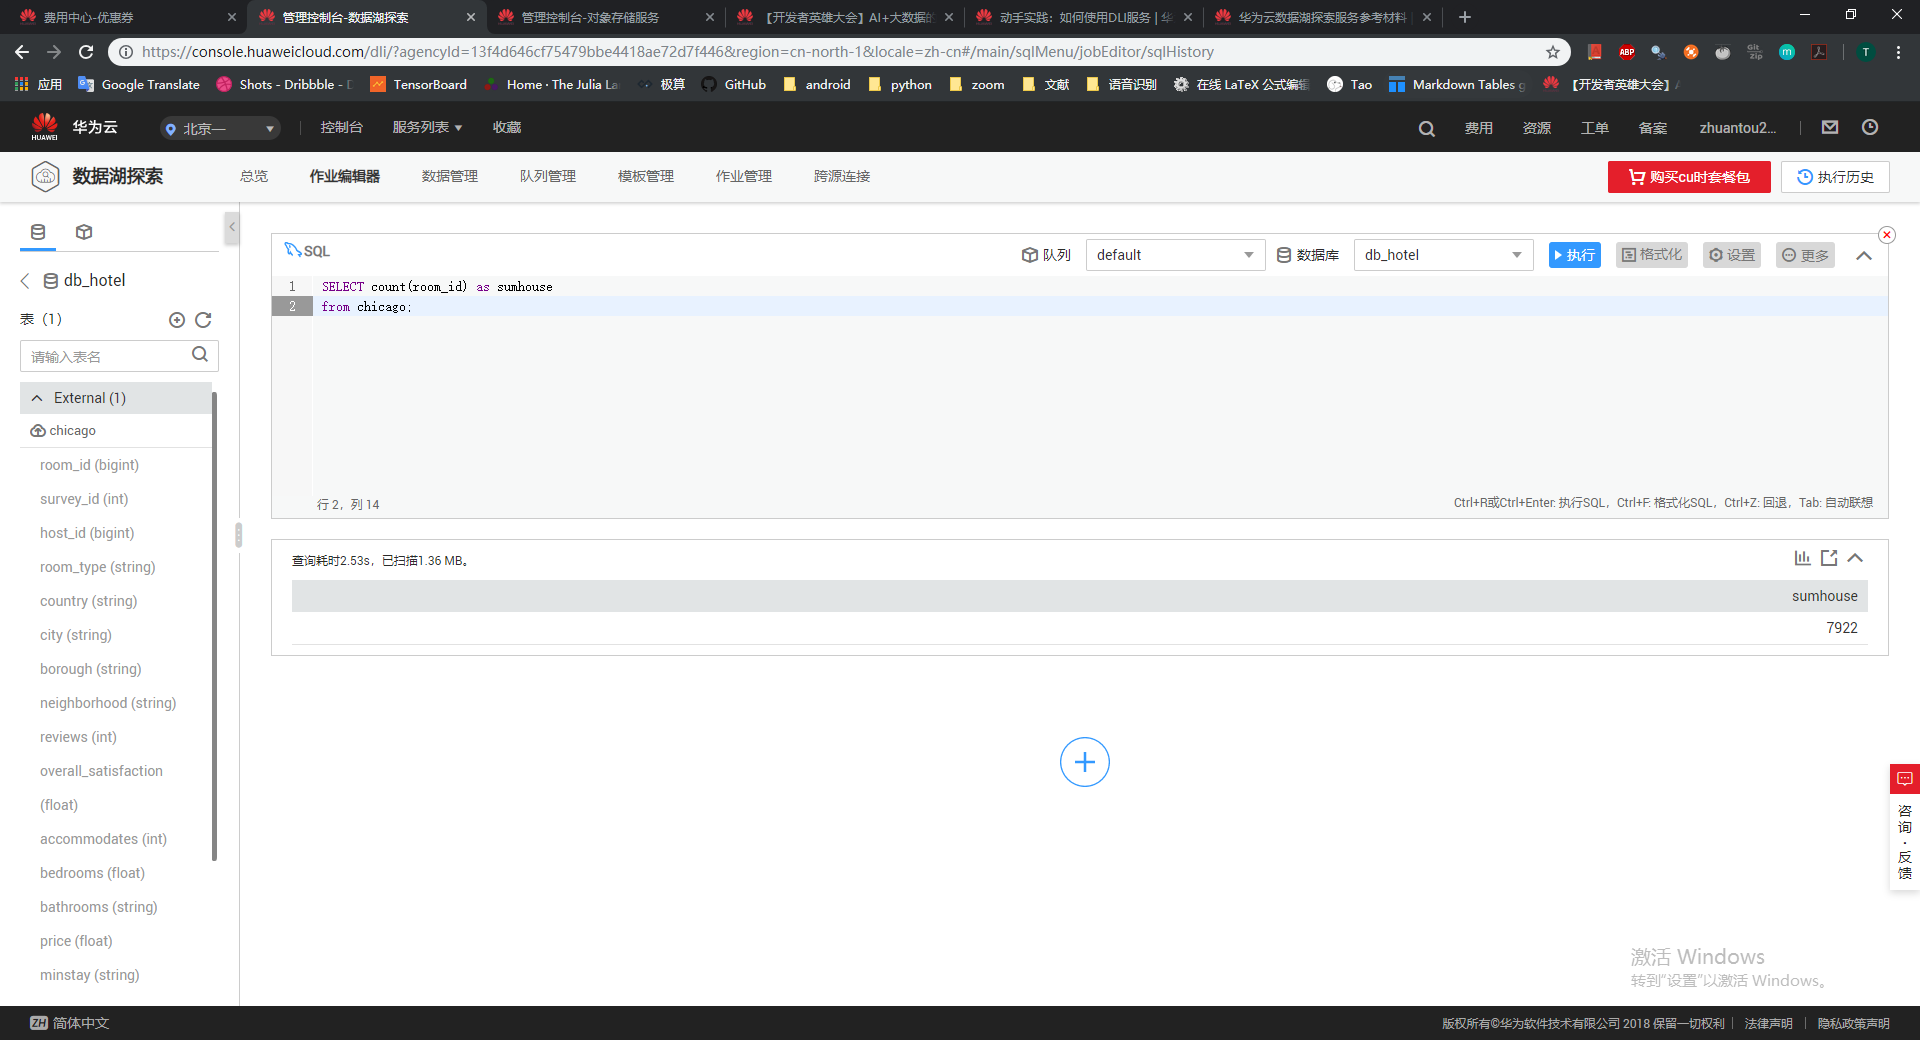 费用中心-优惠券
管理控制台-数据湖探索
管理控制台-对象存储服务
【开发者英雄大会】AI+大数据的
动手实践：如何使用DLI服务 | 华
华为云数据湖探索服务参考材料 |
https://console.huaweicloud.com/dli/?agencyId=13f4d646cf75479bbe4418ae72d7f446&region=cn-north-1&locale=zh-cn#/main/sqlMenu/jobEditor/sqlHistory
ABP
Git Zip
m
T
应用
Google Translate
Shots - Dribbble - D
TensorBoard
Home · The Julia La
极算
GitHub
android
python
zoom
文献
语音识别
在线 LaTeX 公式编辑
Tao
Markdown Tables g
【开发者英雄大会】A
HUAWEI
华为云
北京一
控制台
服务列表
收藏
费用
资源
工单
备案
zhuantou2...
数据湖探索
总览
作业编辑器
数据管理
队列管理
模板管理
作业管理
跨源连接
购买cu时套餐包
执行历史
db_hotel
表（1）
请输入表名
External (1)
chicago
room_id (bigint)
survey_id (int)
host_id (bigint)
room_type (string)
country (string)
city (string)
borough (string)
neighborhood (string)
reviews (int)
overall_satisfaction
(float)
accommodates (int)
bedrooms (float)
bathrooms (string)
price (float)
minstay (string)
SQL
队列
default
数据库
db_hotel
执行
格式化
设置
更多
1 SELECT count(room_id) as sumhouse
2 from chicago;
行 2，列 14
Ctrl+R或Ctrl+Enter: 执行SQL，Ctrl+F: 格式化SQL，Ctrl+Z: 回退，Tab: 自动联想
查询耗时2.53s，已扫描1.36 MB。
sumhouse
7922
咨询·反馈
激活 Windows
转到“设置”以激活 Windows。
ZH 简体中文
版权所有©华为软件技术有限公司 2018 保留一切权利 | 法律声明 | 隐私政策声明